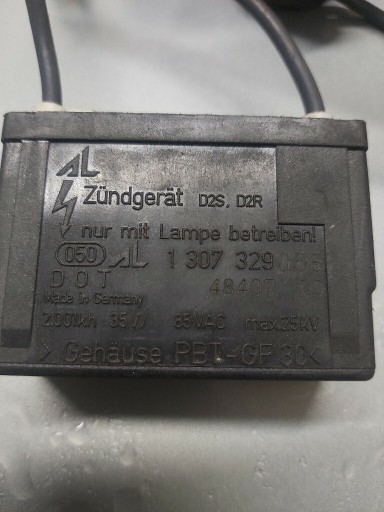 AL
Zündgerät D2S, D2R
nur mit Lampe betreiben!
050 AL 1 307 329
DOT
Made in Germany
35W 85VAC max.25kV
> Gehäuse PBT-GF 30<